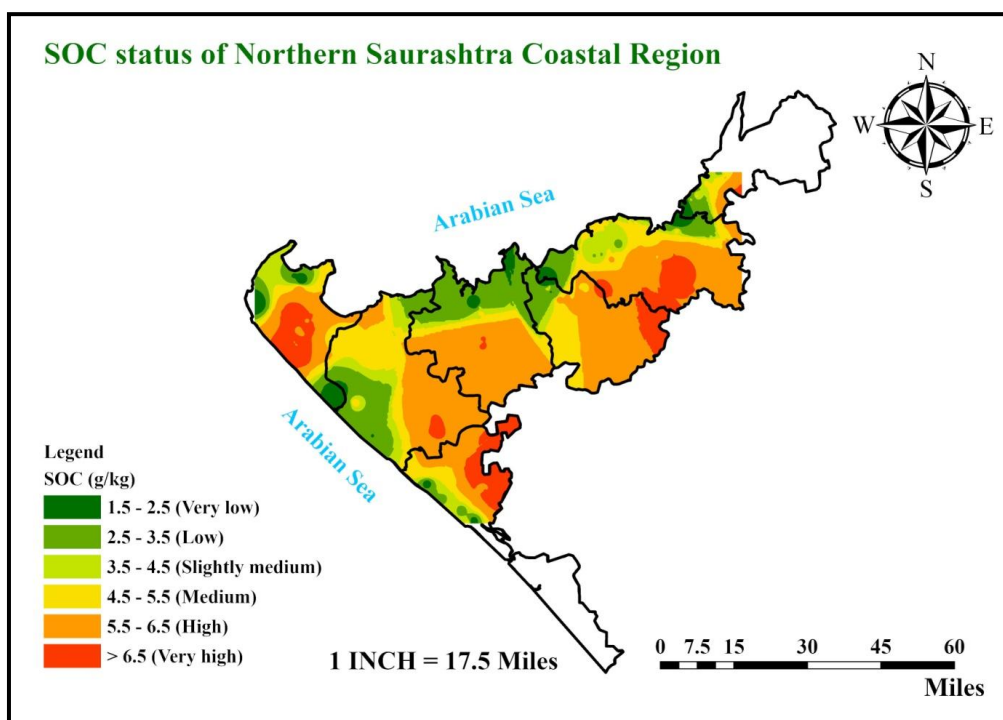 SOC status of Northern Saurashtra Coastal Region
N
W E
S
Arabian Sea
Arabian Sea
Legend
SOC (g/kg)
1.5 - 2.5 (Very low)
2.5 - 3.5 (Low)
3.5 - 4.5 (Slightly medium)
4.5 - 5.5 (Medium)
5.5 - 6.5 (High)
> 6.5 (Very high)
1 INCH = 17.5 Miles
0 7.5 15 30 45 60
Miles